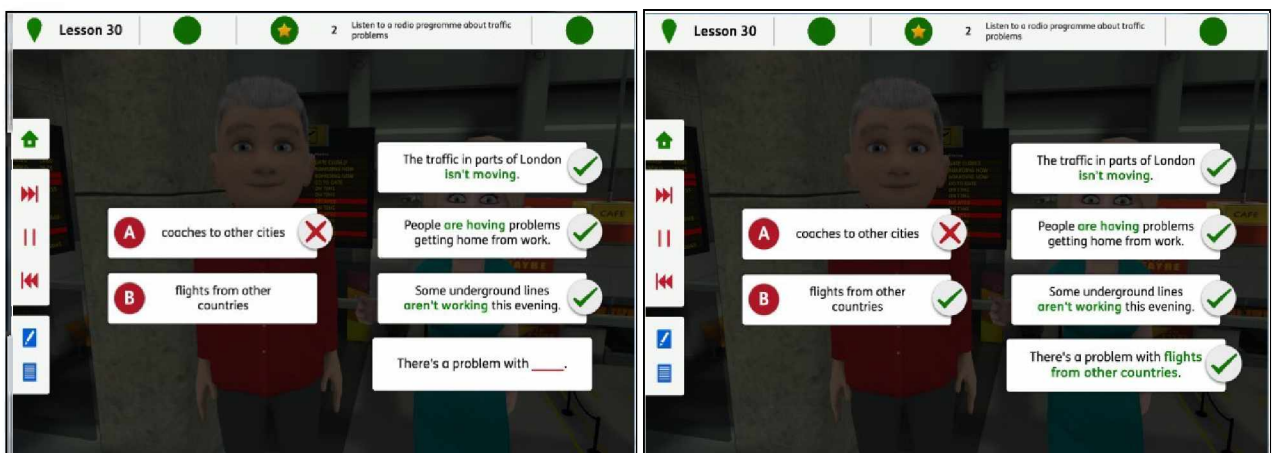 Lesson 30
2 Listen to a radio programme about traffic
problems
The traffic in parts of London
isn't moving.
A coaches to other cities
People are having problems
getting home from work.
B flights from other
countries
Some underground lines
aren't working this evening.
There's a problem with ____.
Lesson 30
2 Listen to a radio programme about traffic
problems
The traffic in parts of London
isn't moving.
A coaches to other cities
People are having problems
getting home from work.
B flights from other
countries
Some underground lines
aren't working this evening.
There's a problem with flights
from other countries.
CAFE